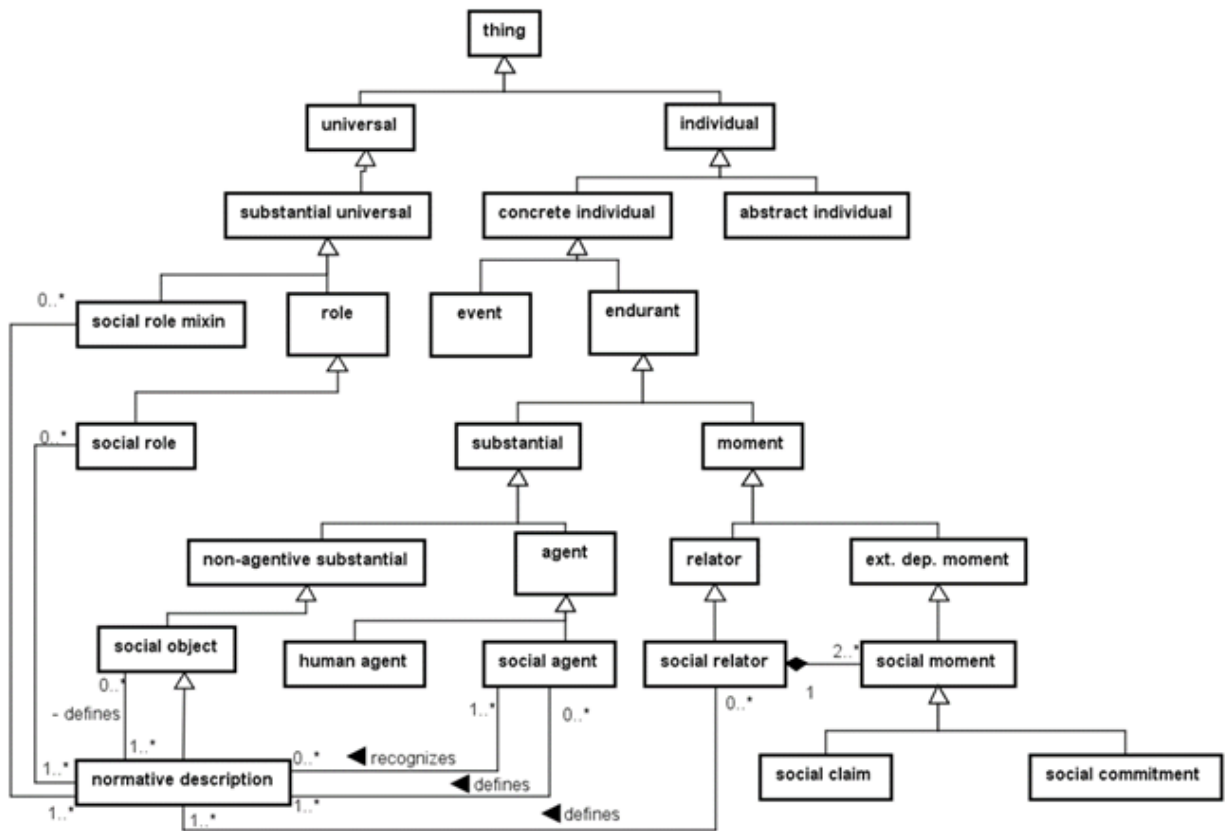 thing
universal
individual
substantial universal
concrete individual
abstract individual
0..*
social role mixin
role
event
endurant
0..*
social role
substantial
moment
non-agentive substantial
agent
relator
ext. dep. moment
social object
human agent
social agent
social relator
2..*
social moment
1
0..*
- defines
1..*
1..*
0..*
0..*
1..*
normative description
0..*
recognizes
defines
1..*
1..*
1..*
defines
social claim
social commitment